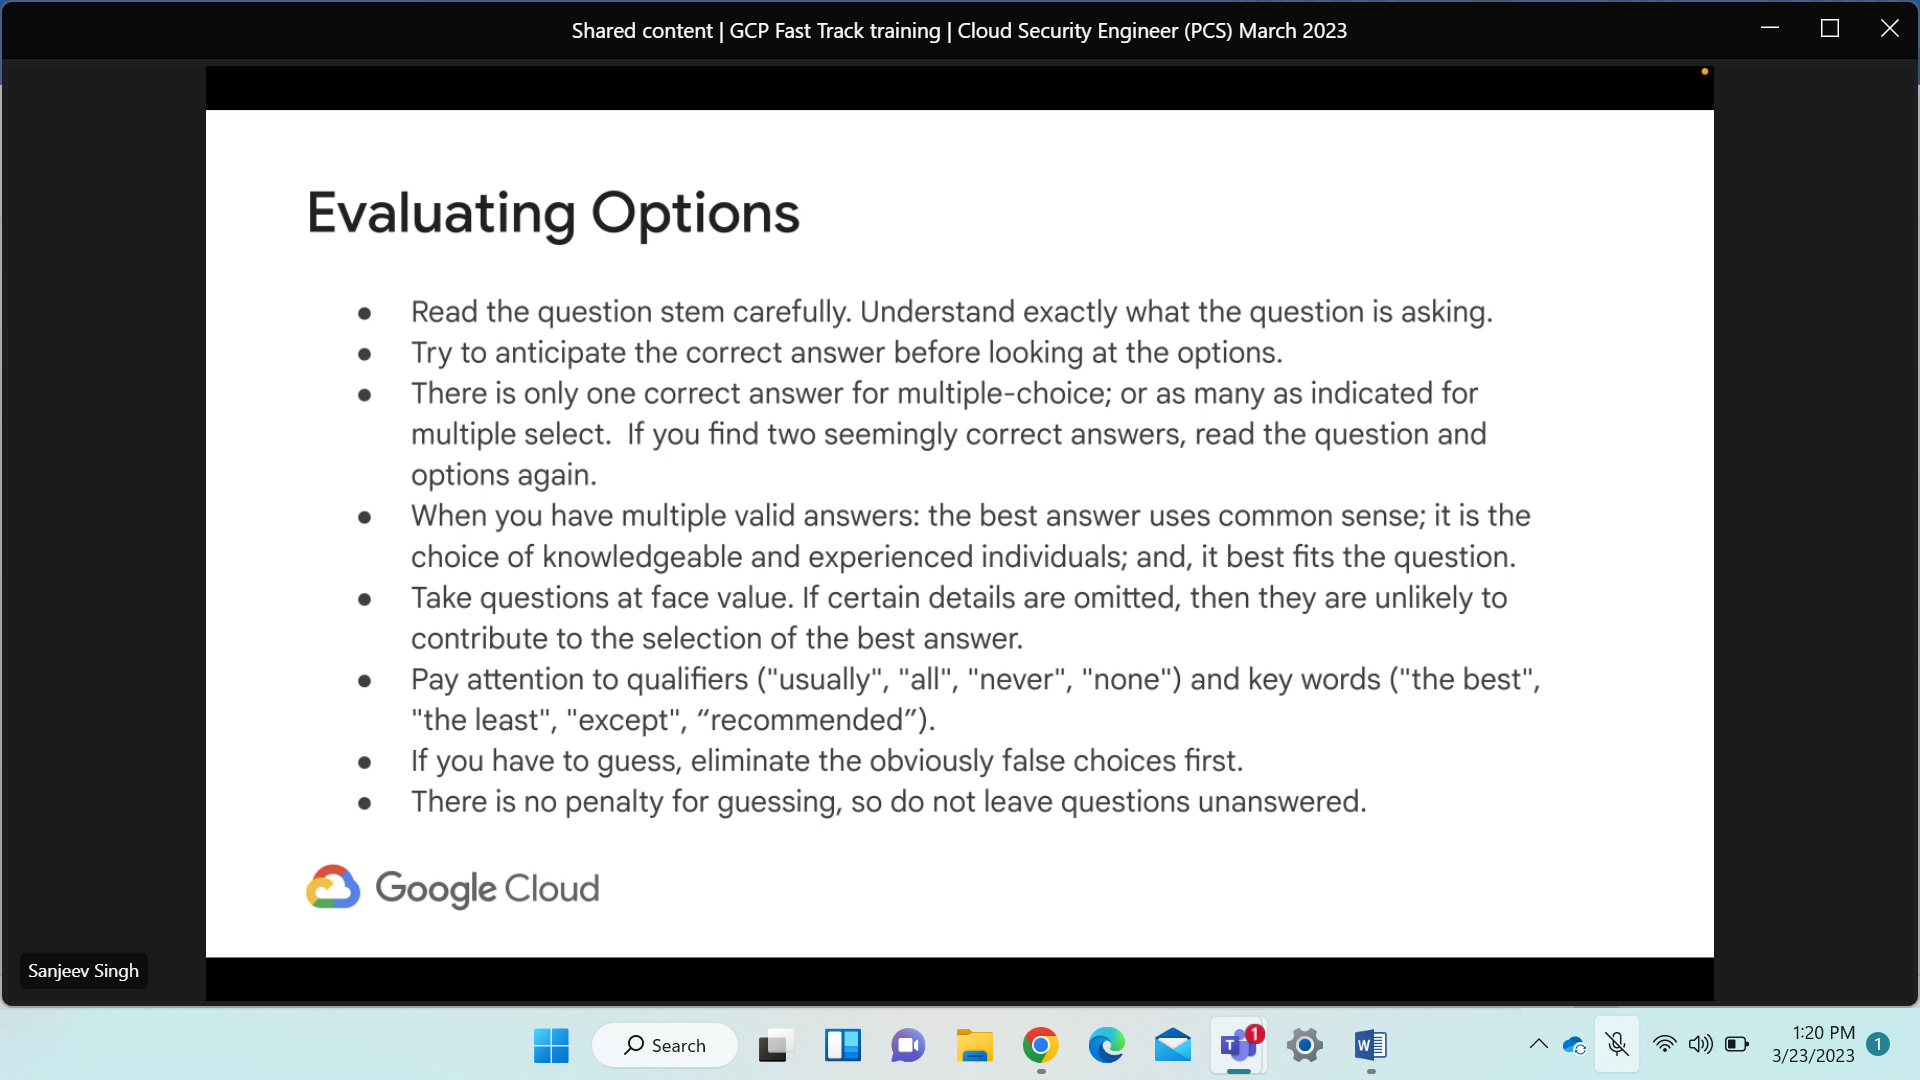 Shared content | GCP Fast Track training | Cloud Security Engineer (PCS) March 2023
Evaluating Options
● Read the question stem carefully. Understand exactly what the question is asking.
● Try to anticipate the correct answer before looking at the options.
● There is only one correct answer for multiple-choice; or as many as indicated for
multiple select.  If you find two seemingly correct answers, read the question and
options again.
● When you have multiple valid answers: the best answer uses common sense; it is the
choice of knowledgeable and experienced individuals; and, it best fits the question.
● Take questions at face value. If certain details are omitted, then they are unlikely to
contribute to the selection of the best answer.
● Pay attention to qualifiers ("usually", "all", "never", "none") and key words ("the best",
"the least", "except", “recommended”).
● If you have to guess, eliminate the obviously false choices first.
● There is no penalty for guessing, so do not leave questions unanswered.
Google Cloud
Sanjeev Singh
Search
T
1
W
1:20 PM
3/23/2023
1